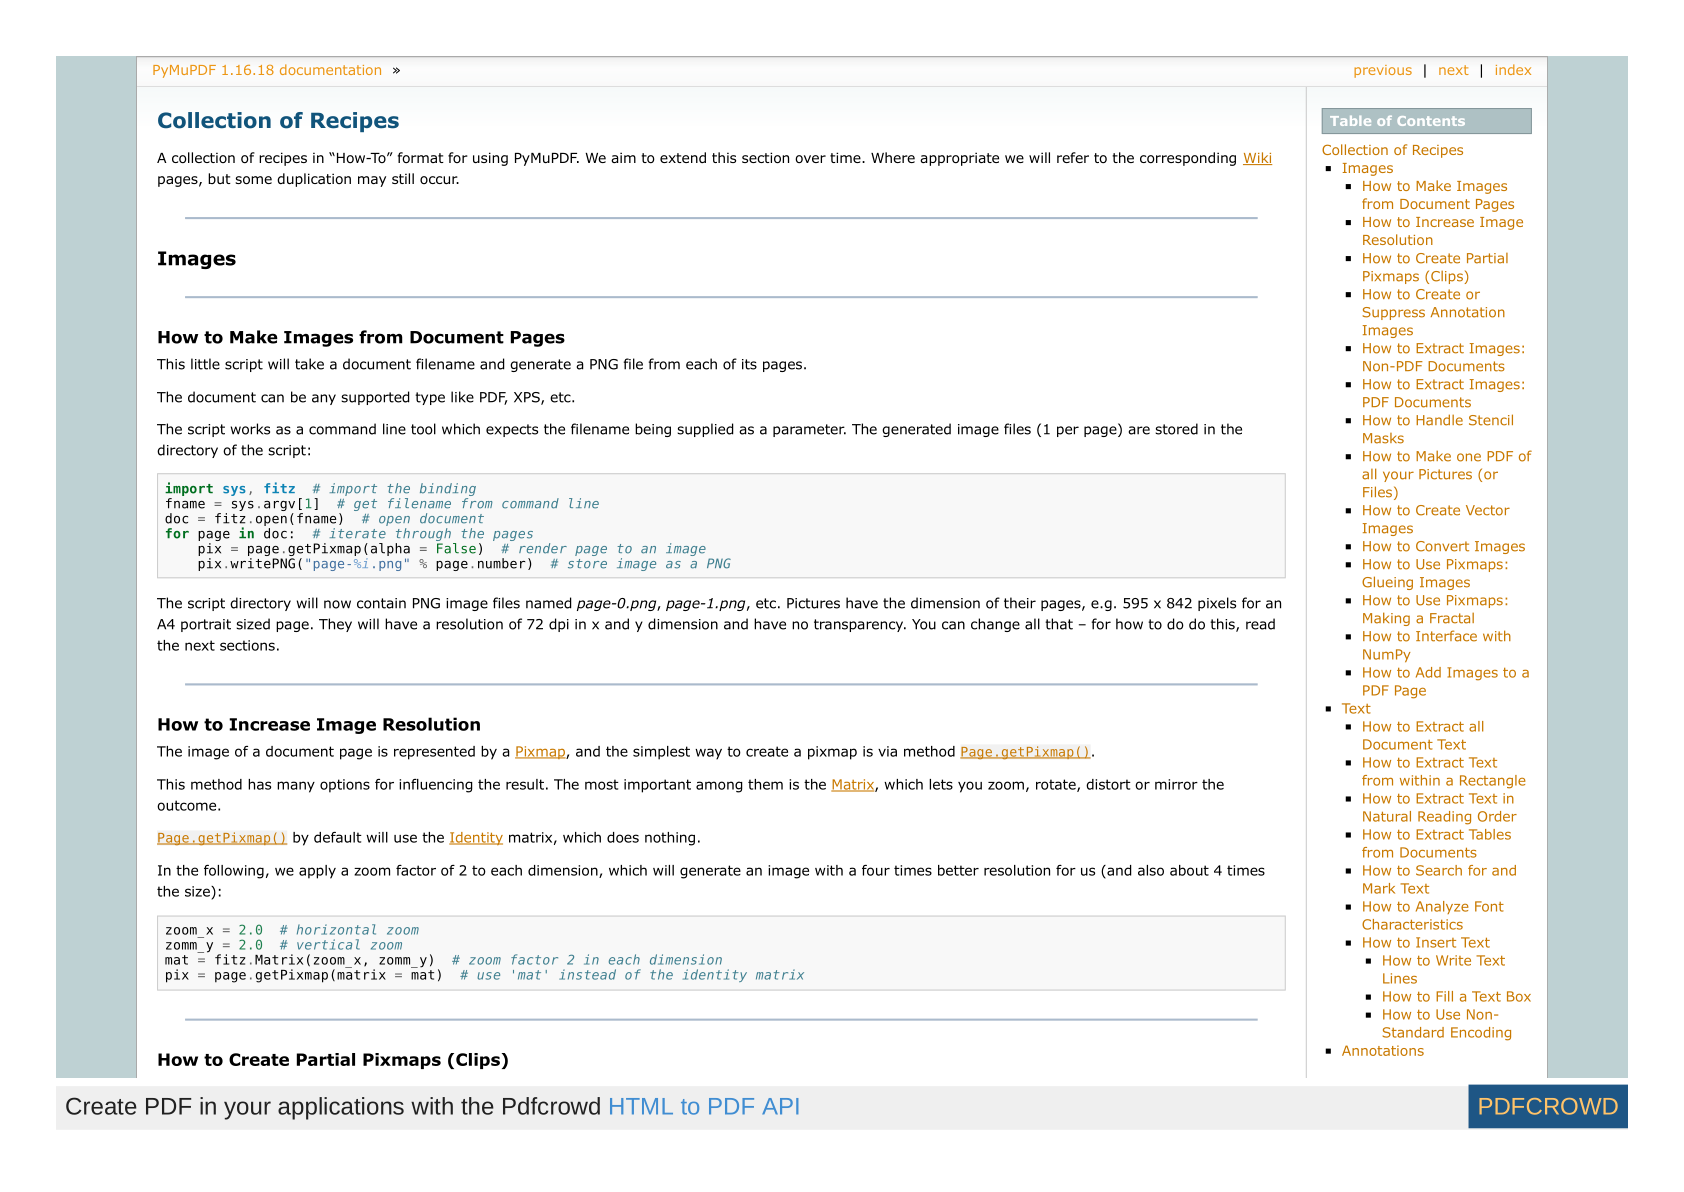 PyMuPDF 1.16.18 documentation »
previous | next | index
Collection of Recipes
A collection of recipes in “How-To” format for using PyMuPDF. We aim to extend this section over time. Where appropriate we will refer to the corresponding Wiki
pages, but some duplication may still occur.
Images
How to Make Images from Document Pages
This little script will take a document filename and generate a PNG file from each of its pages.
The document can be any supported type like PDF, XPS, etc.
The script works as a command line tool which expects the filename being supplied as a parameter. The generated image files (1 per page) are stored in the
directory of the script:
import sys, fitz  # import the binding
fname = sys.argv[1]  # get filename from command line
doc = fitz.open(fname)  # open document
for page in doc:  # iterate through the pages
    pix = page.getPixmap(alpha = False)  # render page to an image
    pix.writePNG("page-%i.png" % page.number)  # store image as a PNG
The script directory will now contain PNG image files named page-0.png, page-1.png, etc. Pictures have the dimension of their pages, e.g. 595 x 842 pixels for an
A4 portrait sized page. They will have a resolution of 72 dpi in x and y dimension and have no transparency. You can change all that – for how to do do this, read
the next sections.
How to Increase Image Resolution
The image of a document page is represented by a Pixmap, and the simplest way to create a pixmap is via method Page.getPixmap().
This method has many options for influencing the result. The most important among them is the Matrix, which lets you zoom, rotate, distort or mirror the
outcome.
Page.getPixmap() by default will use the Identity matrix, which does nothing.
In the following, we apply a zoom factor of 2 to each dimension, which will generate an image with a four times better resolution for us (and also about 4 times
the size):
zoom_x = 2.0  # horizontal zoom
zomm_y = 2.0  # vertical zoom
mat = fitz.Matrix(zoom_x, zomm_y)  # zoom factor 2 in each dimension
pix = page.getPixmap(matrix = mat)  # use 'mat' instead of the identity matrix
How to Create Partial Pixmaps (Clips)
Table of Contents
Collection of Recipes
▪ Images
▪ How to Make Images
from Document Pages
▪ How to Increase Image
Resolution
▪ How to Create Partial
Pixmaps (Clips)
▪ How to Create or
Suppress Annotation
Images
▪ How to Extract Images:
Non-PDF Documents
▪ How to Extract Images:
PDF Documents
▪ How to Handle Stencil
Masks
▪ How to Make one PDF of
all your Pictures (or
Files)
▪ How to Create Vector
Images
▪ How to Convert Images
▪ How to Use Pixmaps:
Glueing Images
▪ How to Use Pixmaps:
Making a Fractal
▪ How to Interface with
NumPy
▪ How to Add Images to a
PDF Page
▪ Text
▪ How to Extract all
Document Text
▪ How to Extract Text
from within a Rectangle
▪ How to Extract Text in
Natural Reading Order
▪ How to Extract Tables
from Documents
▪ How to Search for and
Mark Text
▪ How to Analyze Font
Characteristics
▪ How to Insert Text
▪ How to Write Text
Lines
▪ How to Fill a Text Box
▪ How to Use Non-
Standard Encoding
▪ Annotations
Create PDF in your applications with the Pdfcrowd HTML to PDF API
PDFCROWD